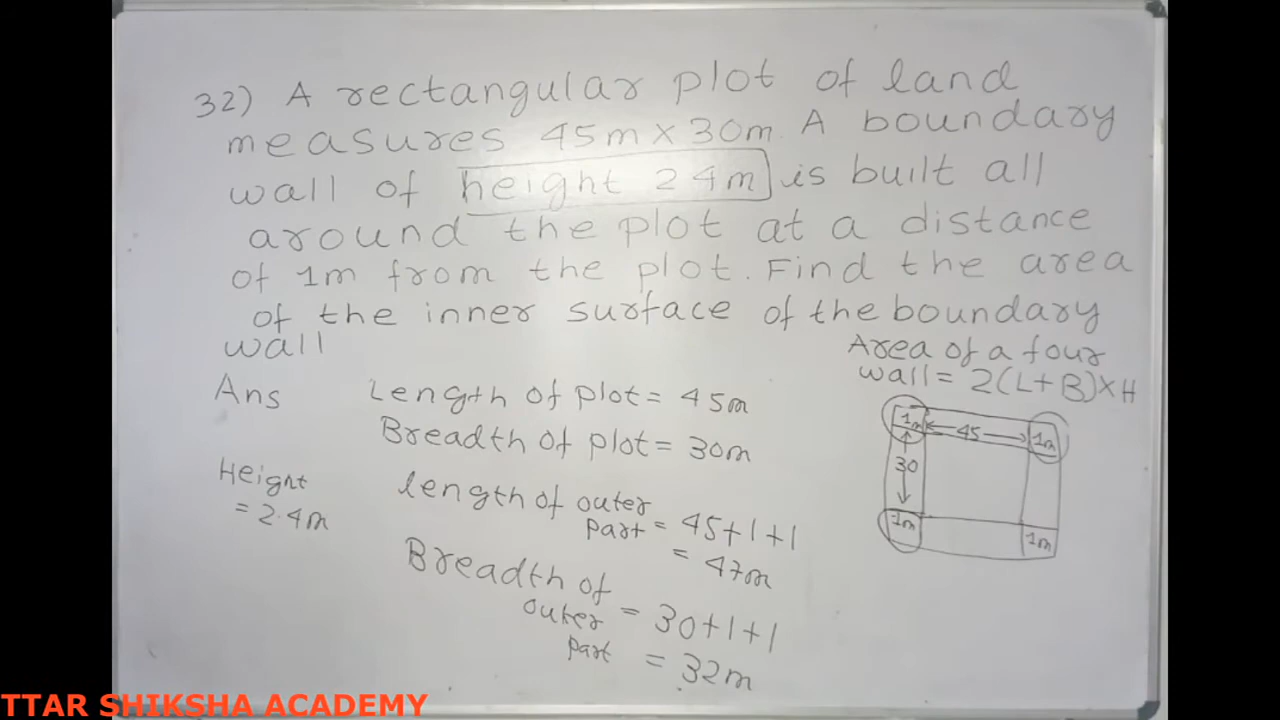 32) A rectangular plot of land
measures 45m x 30m. A boundary
wall of height 24m is built all
around the plot at a distance
of 1m from the plot. Find the area
of the inner surface of the boundary
wall
Area of a four
wall = 2(L+B)×H
Ans Length of plot = 45m
Breadth of plot = 30m
Height
= 2.4m
length of outer
part = 45+1+1
= 47m
Breadth of
outer = 30+1+1
part
= 32m
1m 45 1m
30
1m 1m
TTAR SHIKSHA ACADEMY